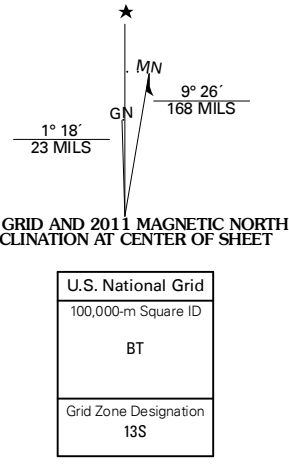 MN
GN
9° 26´
168 MILS
1° 18´
23 MILS
GRID AND 2011 MAGNETIC NORTH
CLINATION AT CENTER OF SHEET
U.S. National Grid
100,000-m Square ID
BT
Grid Zone Designation
13S